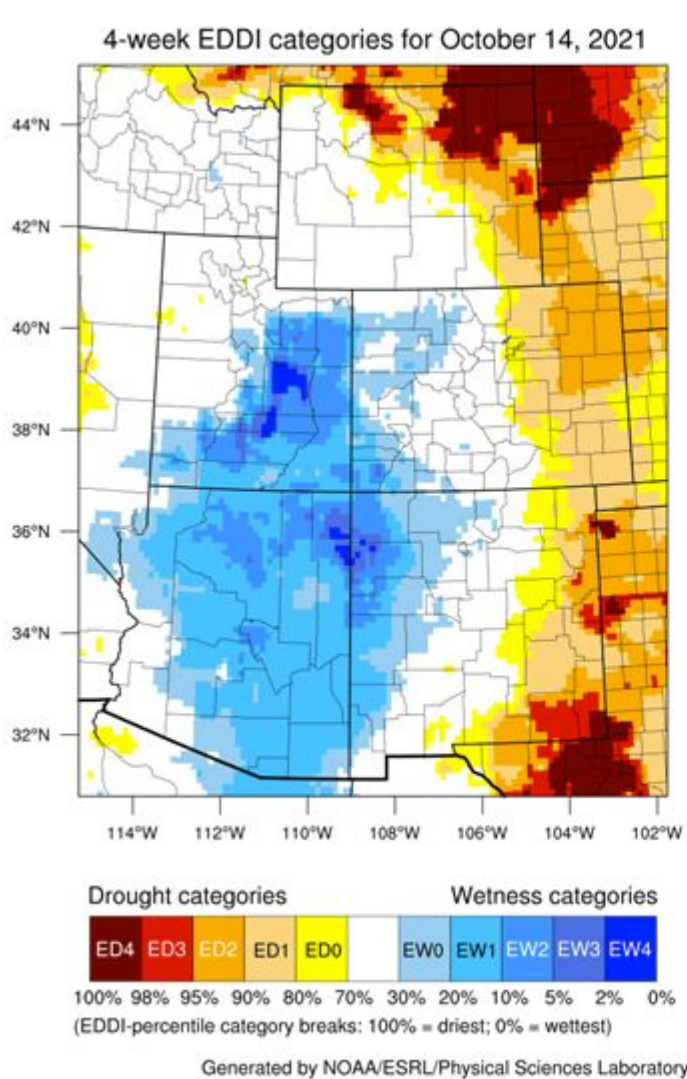 4-week EDDI categories for October 14, 2021
44°N
42°N
40°N
38°N
36°N
34°N
32°N
114°W 112°W 110°W 108°W 106°W 104°W 102°W
Drought categories Wetness categories
ED4 ED3 ED2 ED1 ED0 EW0 EW1 EW2 EW3 EW4
100% 98% 95% 90% 80% 70% 30% 20% 10% 5% 2% 0%
(EDDI-percentile category breaks: 100% = driest; 0% = wettest)
Generated by NOAA/ESRL/Physical Sciences Laboratory